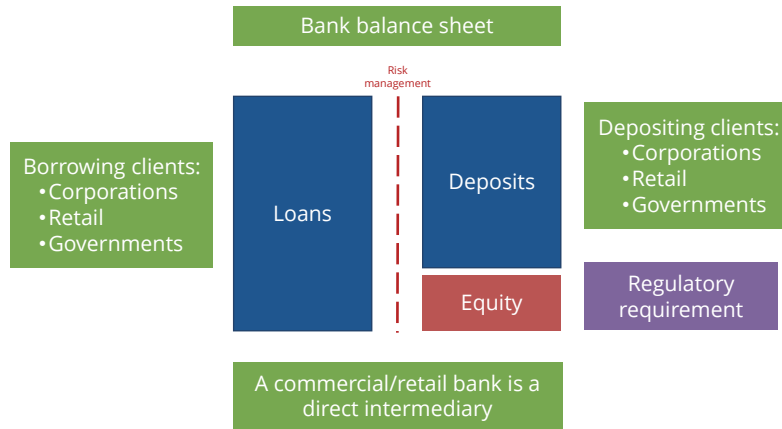 Bank balance sheet
Risk
management
Borrowing clients:
•Corporations
•Retail
•Governments
Loans
Deposits
Equity
Depositing clients:
•Corporations
•Retail
•Governments
Regulatory
requirement
A commercial/retail bank is a
direct intermediary